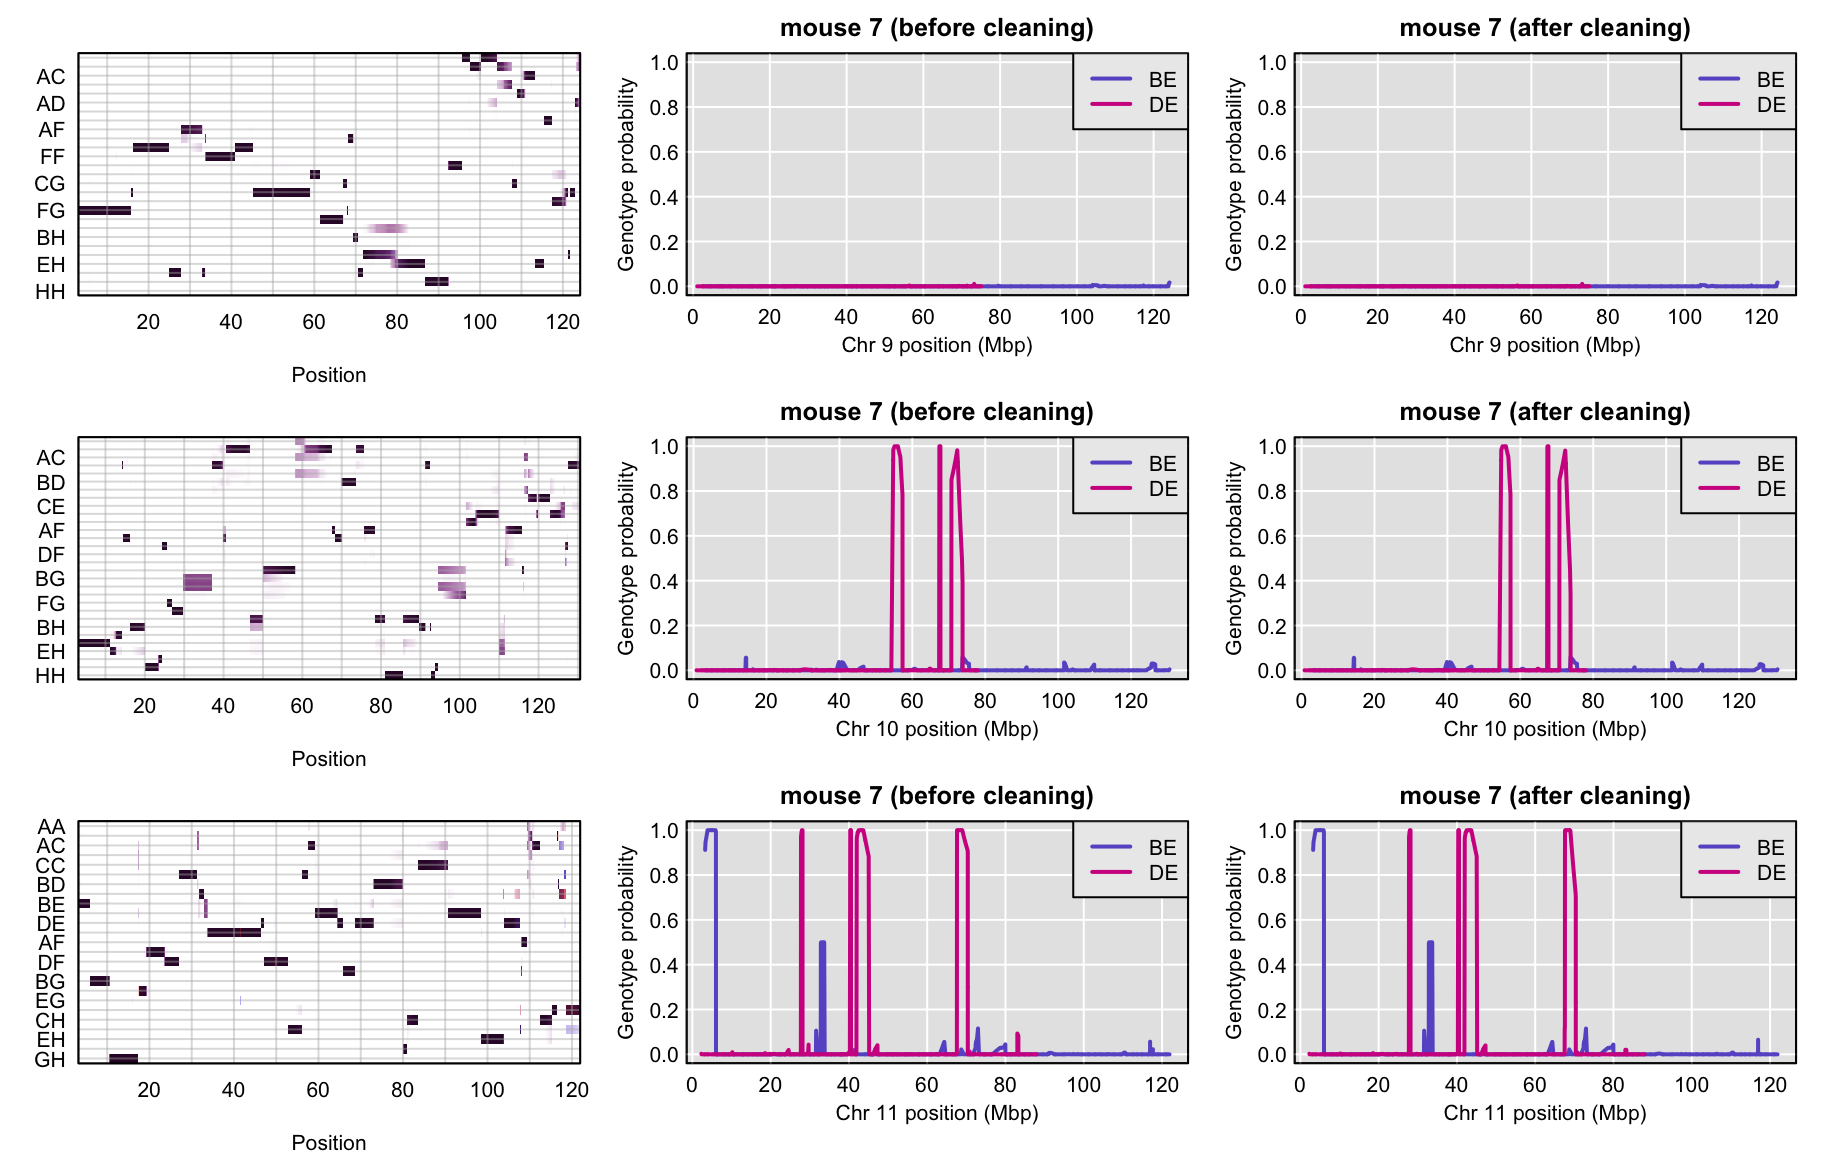 AC
AD
AF
FF
CG
FG
BH
EH
HH
20 40 60 80 100 120
Position
mouse 7 (before cleaning)
1.0
0.8
0.6
0.4
0.2
0.0
Genotype probability
BE
DE
0 20 40 60 80 100 120
Chr 9 position (Mbp)
mouse 7 (after cleaning)
1.0
0.8
0.6
0.4
0.2
0.0
Genotype probability
BE
DE
0 20 40 60 80 100 120
Chr 9 position (Mbp)
AC
BD
CE
AF
DF
BG
FG
BH
EH
HH
20 40 60 80 100 120
Position
mouse 7 (before cleaning)
1.0
0.8
0.6
0.4
0.2
0.0
Genotype probability
BE
DE
0 20 40 60 80 100 120
Chr 10 position (Mbp)
mouse 7 (after cleaning)
1.0
0.8
0.6
0.4
0.2
0.0
Genotype probability
BE
DE
0 20 40 60 80 100 120
Chr 10 position (Mbp)
AA
AC
CC
BD
BE
DE
AF
DF
BG
EG
CH
EH
GH
20 40 60 80 100 120
Position
mouse 7 (before cleaning)
1.0
0.8
0.6
0.4
0.2
0.0
Genotype probability
BE
DE
0 20 40 60 80 100 120
Chr 11 position (Mbp)
mouse 7 (after cleaning)
1.0
0.8
0.6
0.4
0.2
0.0
Genotype probability
BE
DE
0 20 40 60 80 100 120
Chr 11 position (Mbp)